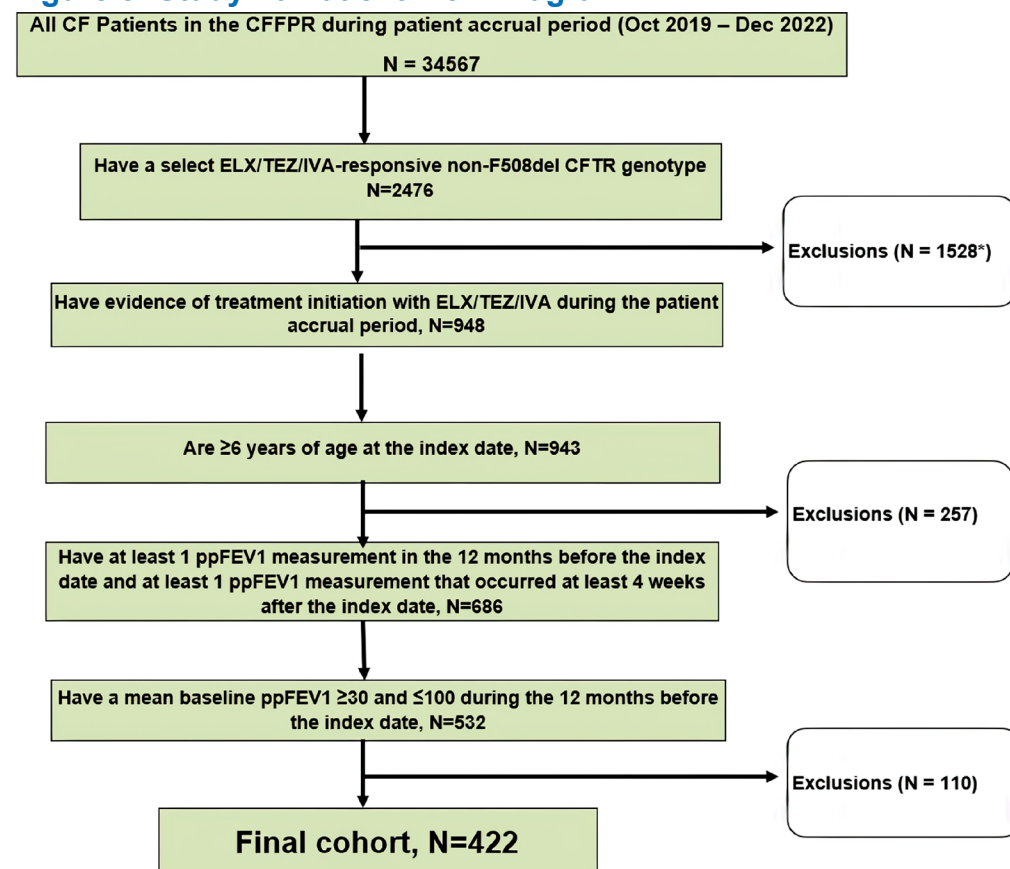 All CF Patients in the CFFPR during patient accrual period (Oct 2019 – Dec 2022)
N = 34567
Have a select ELX/TEZ/IVA-responsive non-F508del CFTR genotype
N=2476
Exclusions (N = 1528*)
Have evidence of treatment initiation with ELX/TEZ/IVA during the patient
accrual period, N=948
Are ≥6 years of age at the index date, N=943
Exclusions (N = 257)
Have at least 1 ppFEV1 measurement in the 12 months before the index
date and at least 1 ppFEV1 measurement that occurred at least 4 weeks
after the index date, N=686
Have a mean baseline ppFEV1 ≥30 and ≤100 during the 12 months before
the index date, N=532
Exclusions (N = 110)
Final cohort, N=422